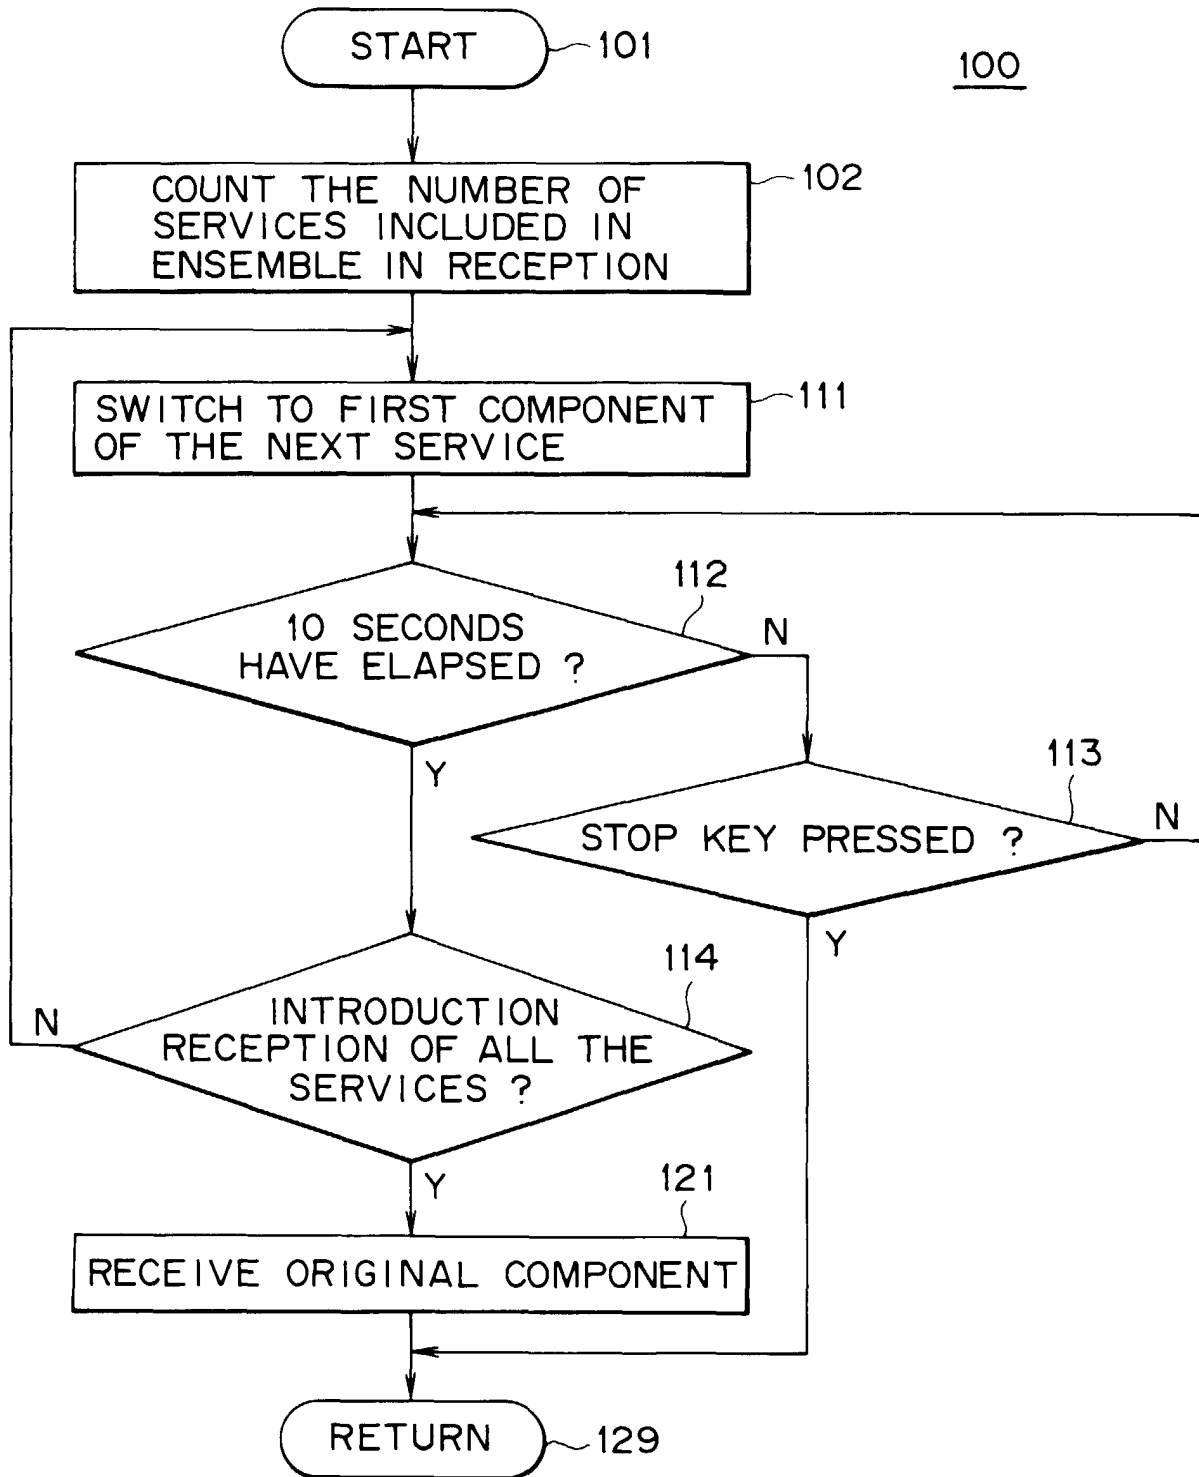 START
101
100
COUNT THE NUMBER OF
SERVICES INCLUDED IN
ENSEMBLE IN RECEPTION
102
SWITCH TO FIRST COMPONENT
OF THE NEXT SERVICE
111
10 SECONDS
HAVE ELAPSED ?
112
N
Y
STOP KEY PRESSED ?
113
N
Y
INTRODUCTION
RECEPTION OF ALL THE
SERVICES ?
114
N
Y
RECEIVE ORIGINAL COMPONENT
121
RETURN
129